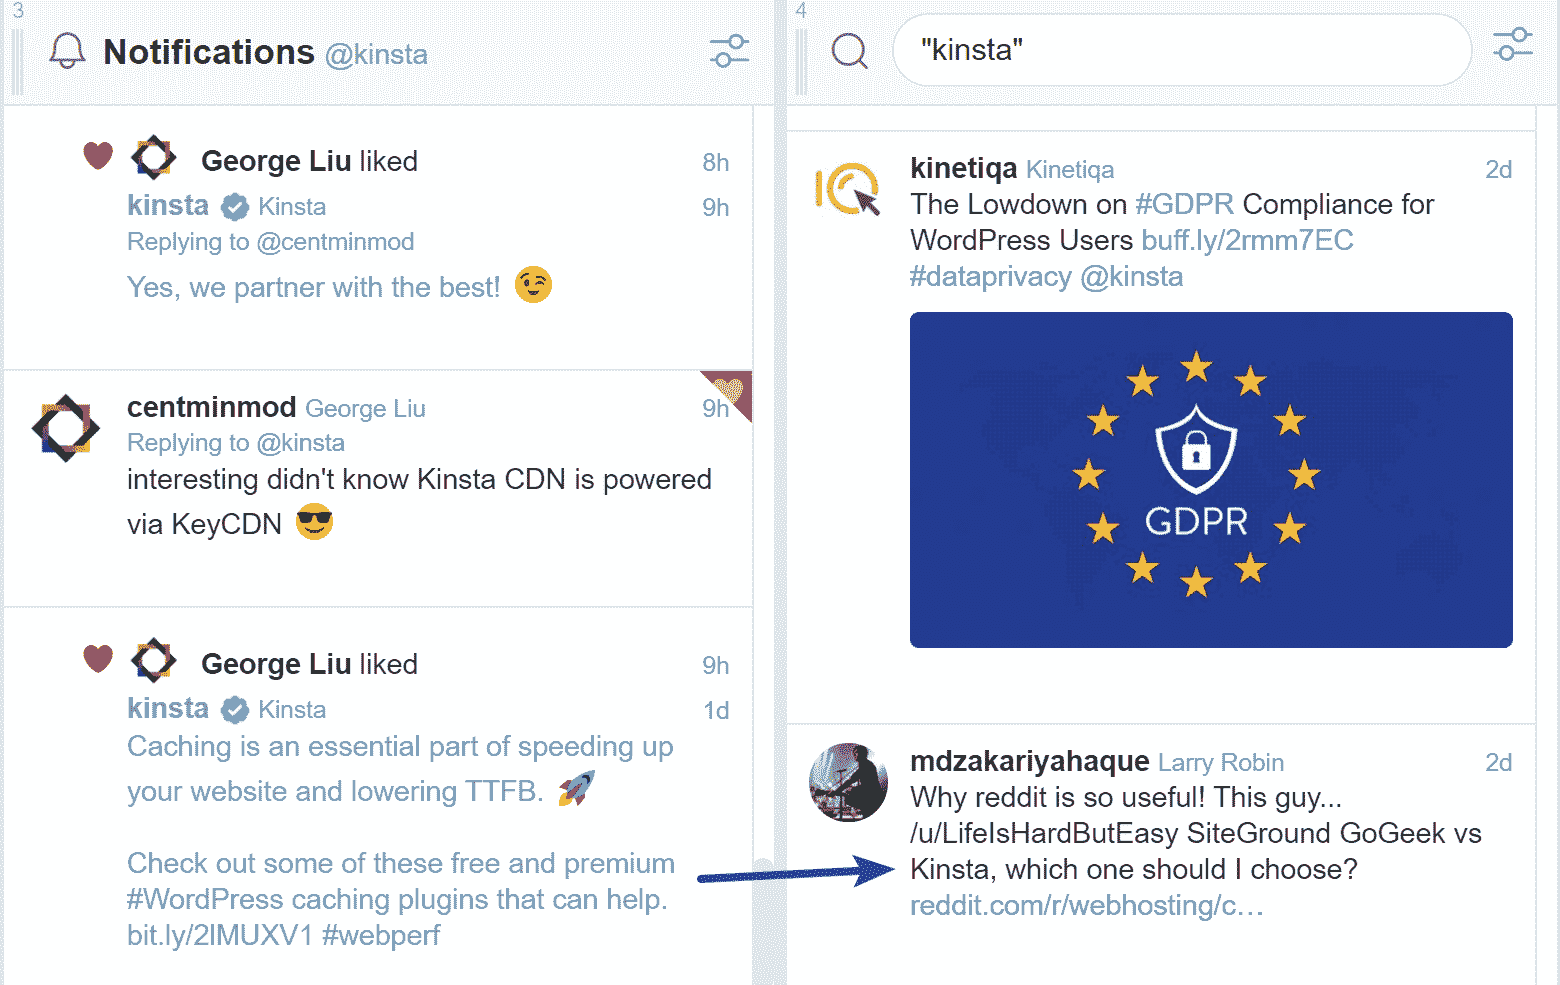 3
Notifications @kinsta
George Liu liked 8h
kinsta Kinsta 9h
Replying to @centminmod
Yes, we partner with the best!
centminmod George Liu 9h
Replying to @kinsta
interesting didn't know Kinsta CDN is powered
via KeyCDN
George Liu liked 9h
kinsta Kinsta 1d
Caching is an essential part of speeding up
your website and lowering TTFB.
Check out some of these free and premium
#WordPress caching plugins that can help.
bit.ly/2IMUXV1 #webperf
4
"kinsta"
kinetiqa Kinetiqa 2d
The Lowdown on #GDPR Compliance for
WordPress Users buff.ly/2rmm7EC
#dataprivacy @kinsta
GDPR
mdzakariyahaque Larry Robin 2d
Why reddit is so useful! This guy...
/u/LifeIsHardButEasy SiteGround GoGeek vs
Kinsta, which one should I choose?
reddit.com/r/webhosting/c…